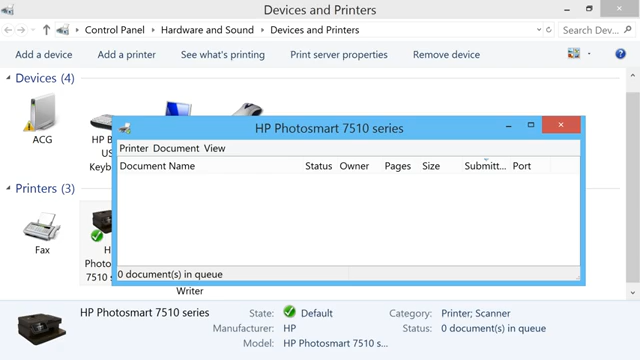 Devices and Printers
Control Panel Hardware and Sound Devices and Printers Search Dev...
Add a device Add a printer See what's printing Print server properties Remove device
Devices (4)
ACG
HP B
US
Keyb
HP Photosmart 7510 series
Printer Document View
Document Name Status Owner Pages Size Submitt... Port
0 document(s) in queue
Printers (3)
Fax
H
Photos
7510 s
Writer
HP Photosmart 7510 series
State: Default
Manufacturer: HP
Model: HP Photosmart 7510 s...
Category: Printer; Scanner
Status: 0 document(s) in queue